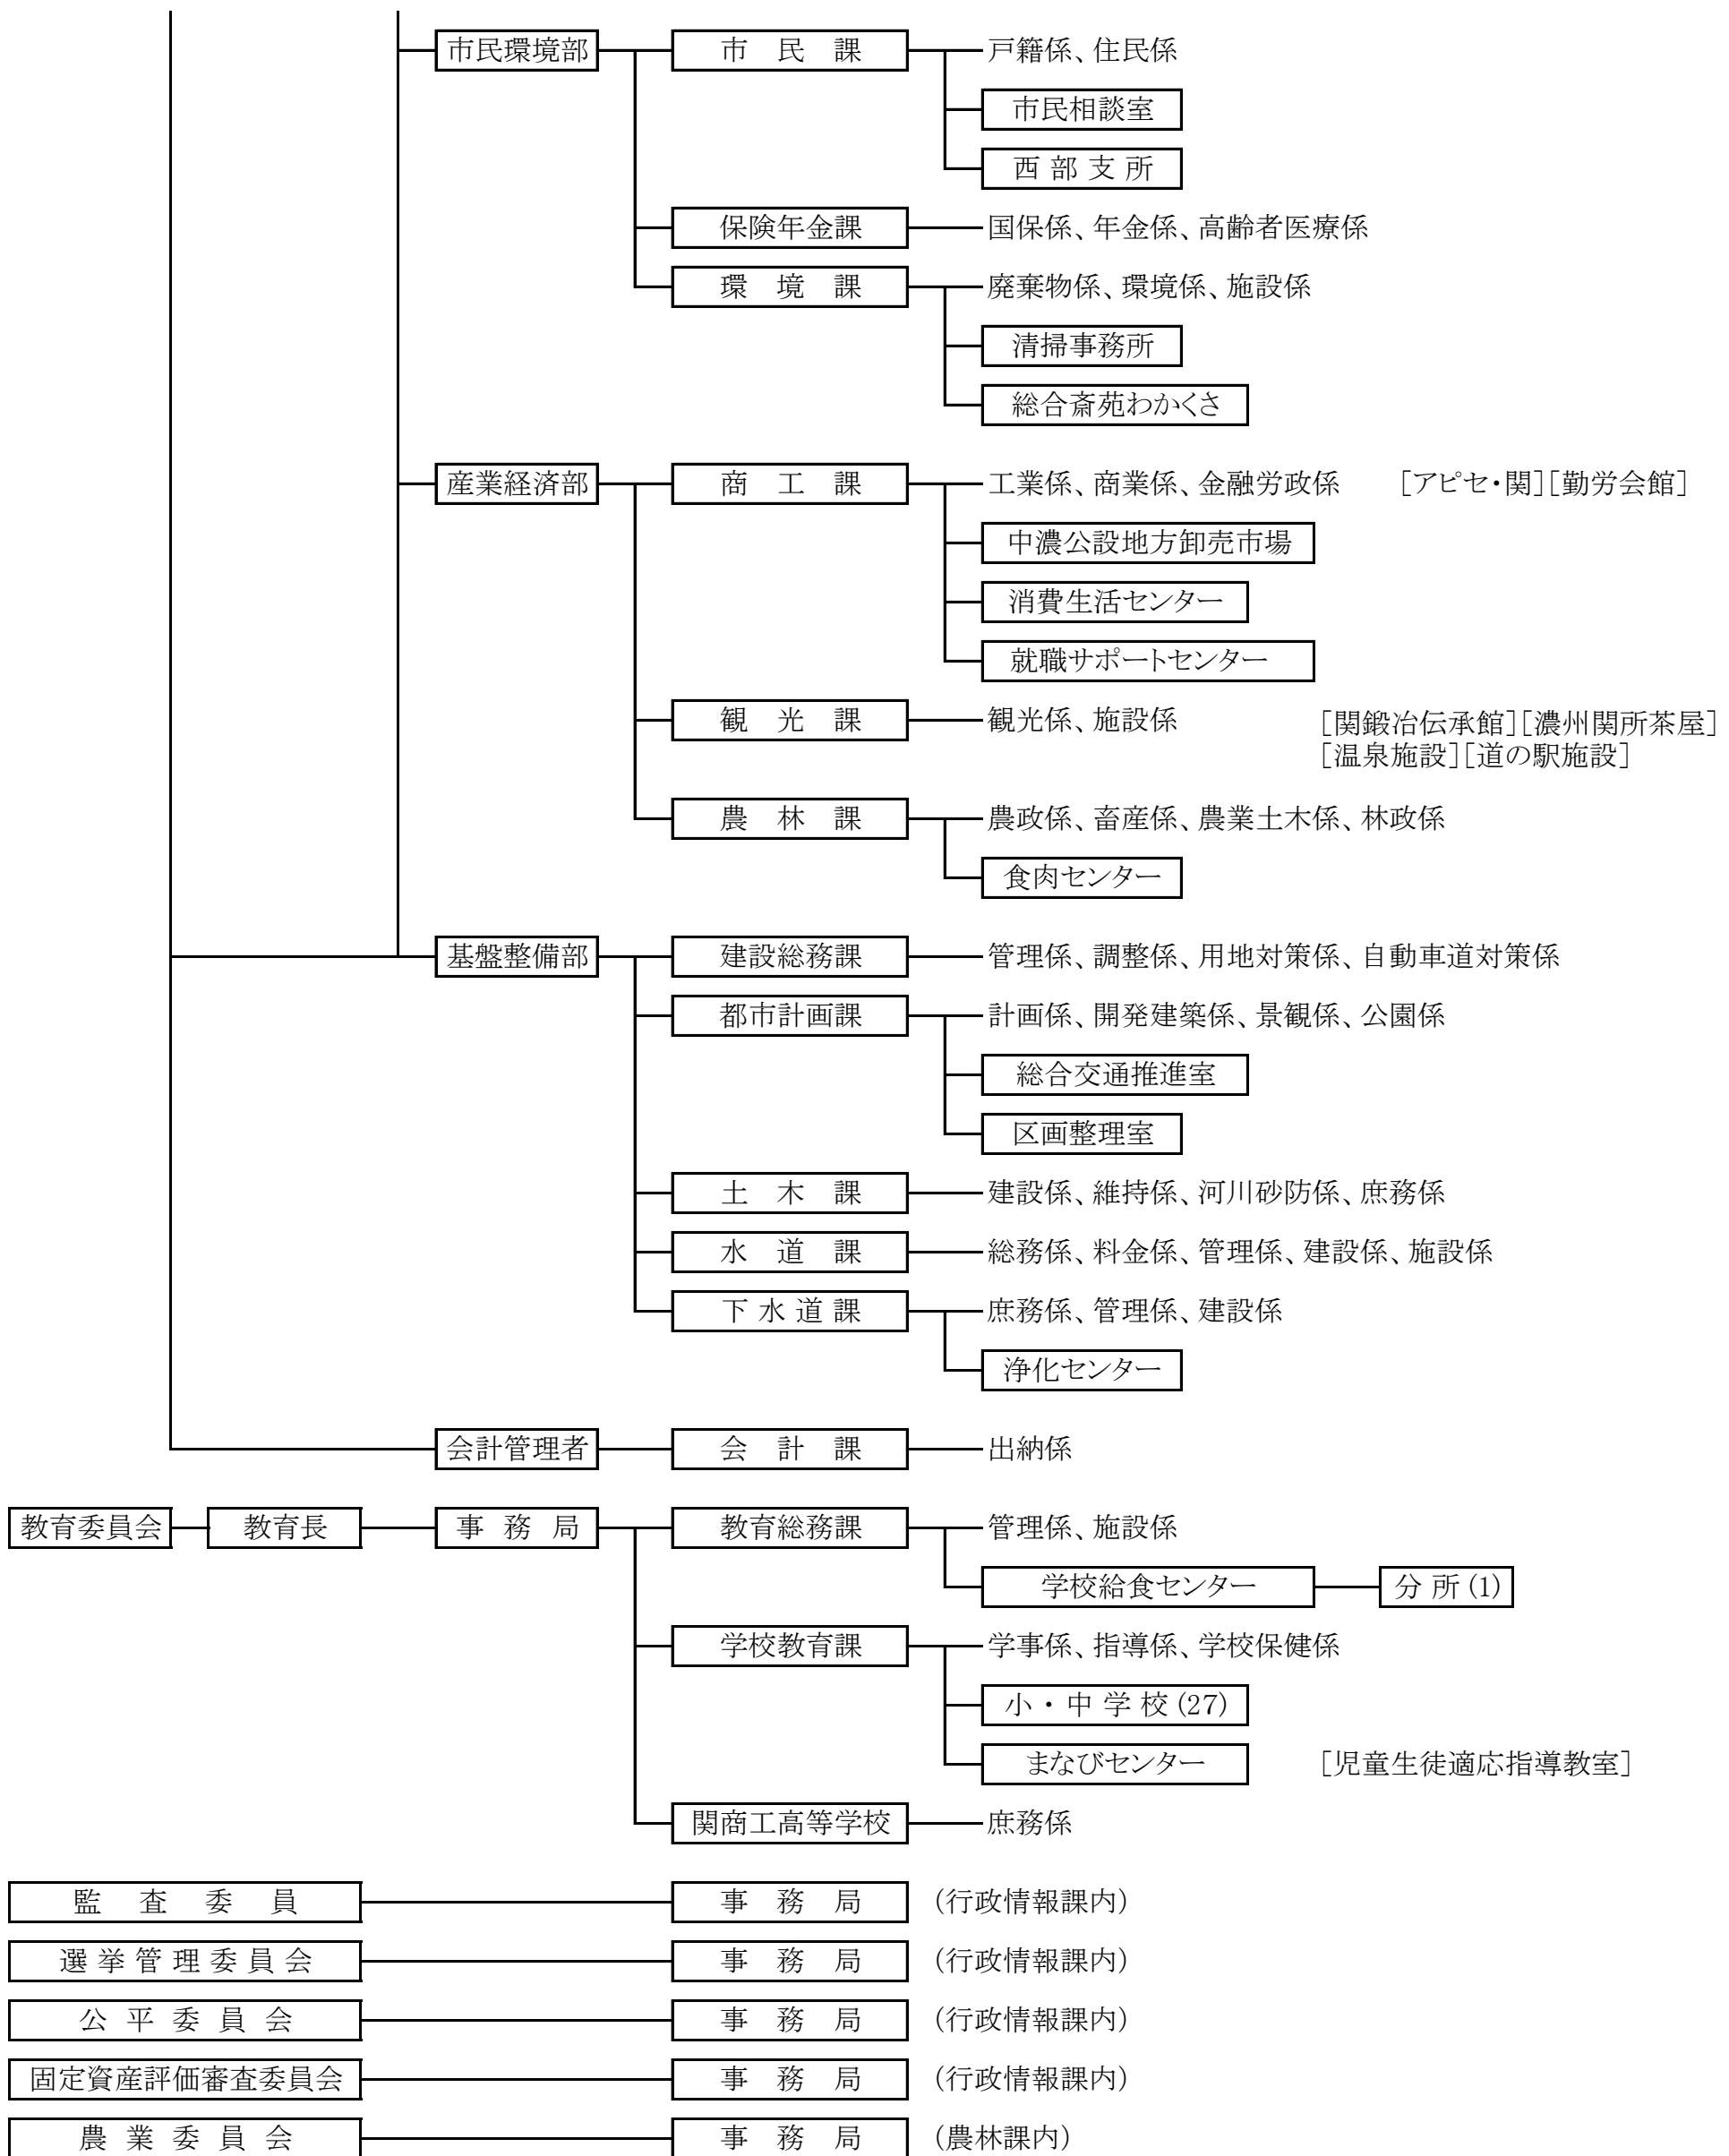 市民環境部 市民課 戸籍係、住民係
市民相談室
西部支所
保険年金課 国保係、年金係、高齢者医療係
環境課 廃棄物係、環境係、施設係
清掃事務所
総合斎苑わかくさ
産業経済部 商工課 工業係、商業係、金融労政係 [アピセ・関][勤労会館]
中濃公設地方卸売市場
消費生活センター
就職サポートセンター
観光課 観光係、施設係 [関鍛冶伝承館][濃州関所茶屋]
[温泉施設][道の駅施設]
農林課 農政係、畜産係、農業土木係、林政係
食肉センター
基盤整備部 建設総務課 管理係、調整係、用地対策係、自動車道対策係
都市計画課 計画係、開発建築係、景観係、公園係
総合交通推進室
区画整理室
土木課 建設係、維持係、河川砂防係、庶務係
水道課 総務係、料金係、管理係、建設係、施設係
下水道課 庶務係、管理係、建設係
浄化センター
会計管理者 会計課 出納係
教育委員会 教育長 事務局 教育総務課 管理係、施設係
学校給食センター 分所(1)
学校教育課 学事係、指導係、学校保健係
小・中学校(27)
まなびセンター [児童生徒適応指導教室]
関商工高等学校 庶務係
監査委員 事務局 (行政情報課内)
選挙管理委員会 事務局 (行政情報課内)
公平委員会 事務局 (行政情報課内)
固定資産評価審査委員会 事務局 (行政情報課内)
農業委員会 事務局 (農林課内)